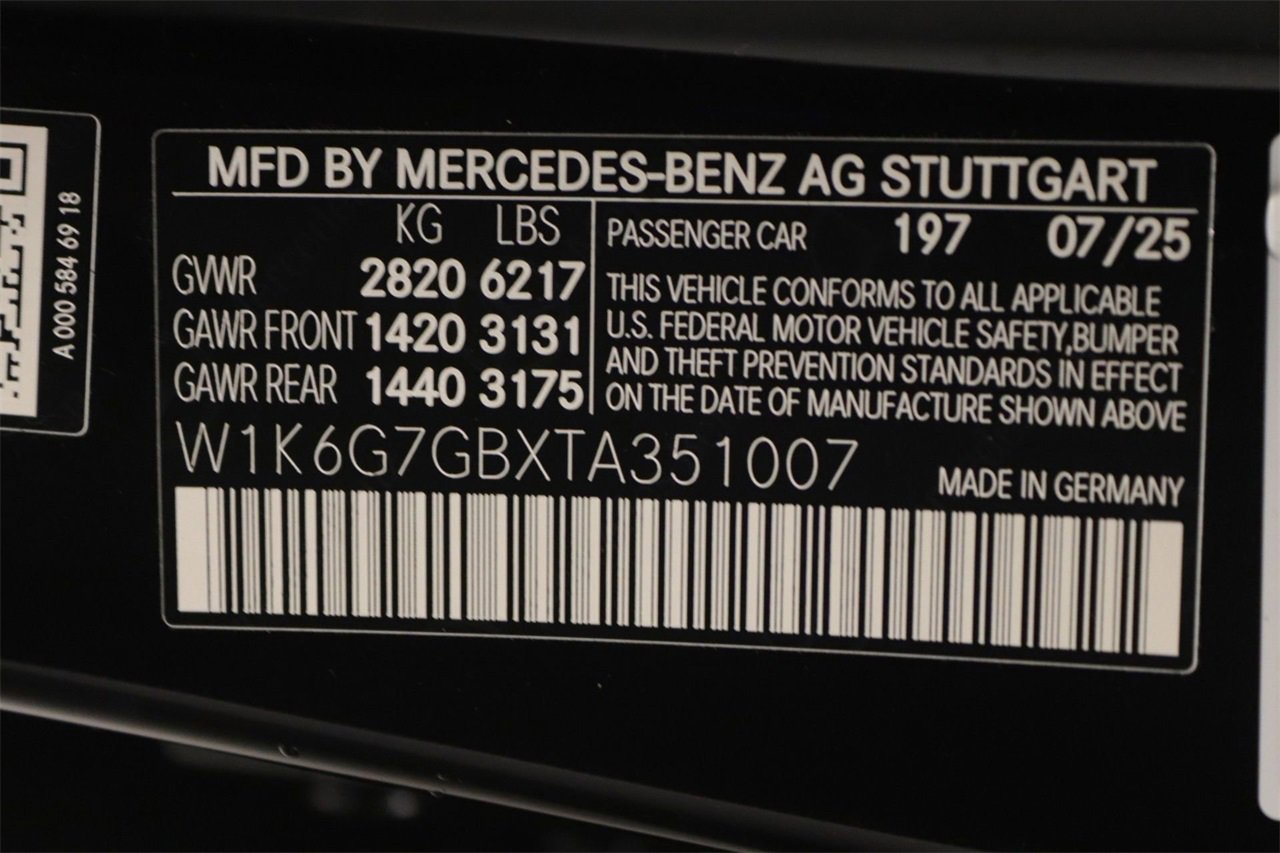 MFD BY MERCEDES-BENZ AG STUTTGART
KG LBS
GVWR 2820 6217
GAWR FRONT 1420 3131
GAWR REAR 1440 3175
PASSENGER CAR 197 07/25
THIS VEHICLE CONFORMS TO ALL APPLICABLE
U.S. FEDERAL MOTOR VEHICLE SAFETY,BUMPER
AND THEFT PREVENTION STANDARDS IN EFFECT
ON THE DATE OF MANUFACTURE SHOWN ABOVE
W1K6G7GBXTA351007
MADE IN GERMANY
A 000 584 69 18